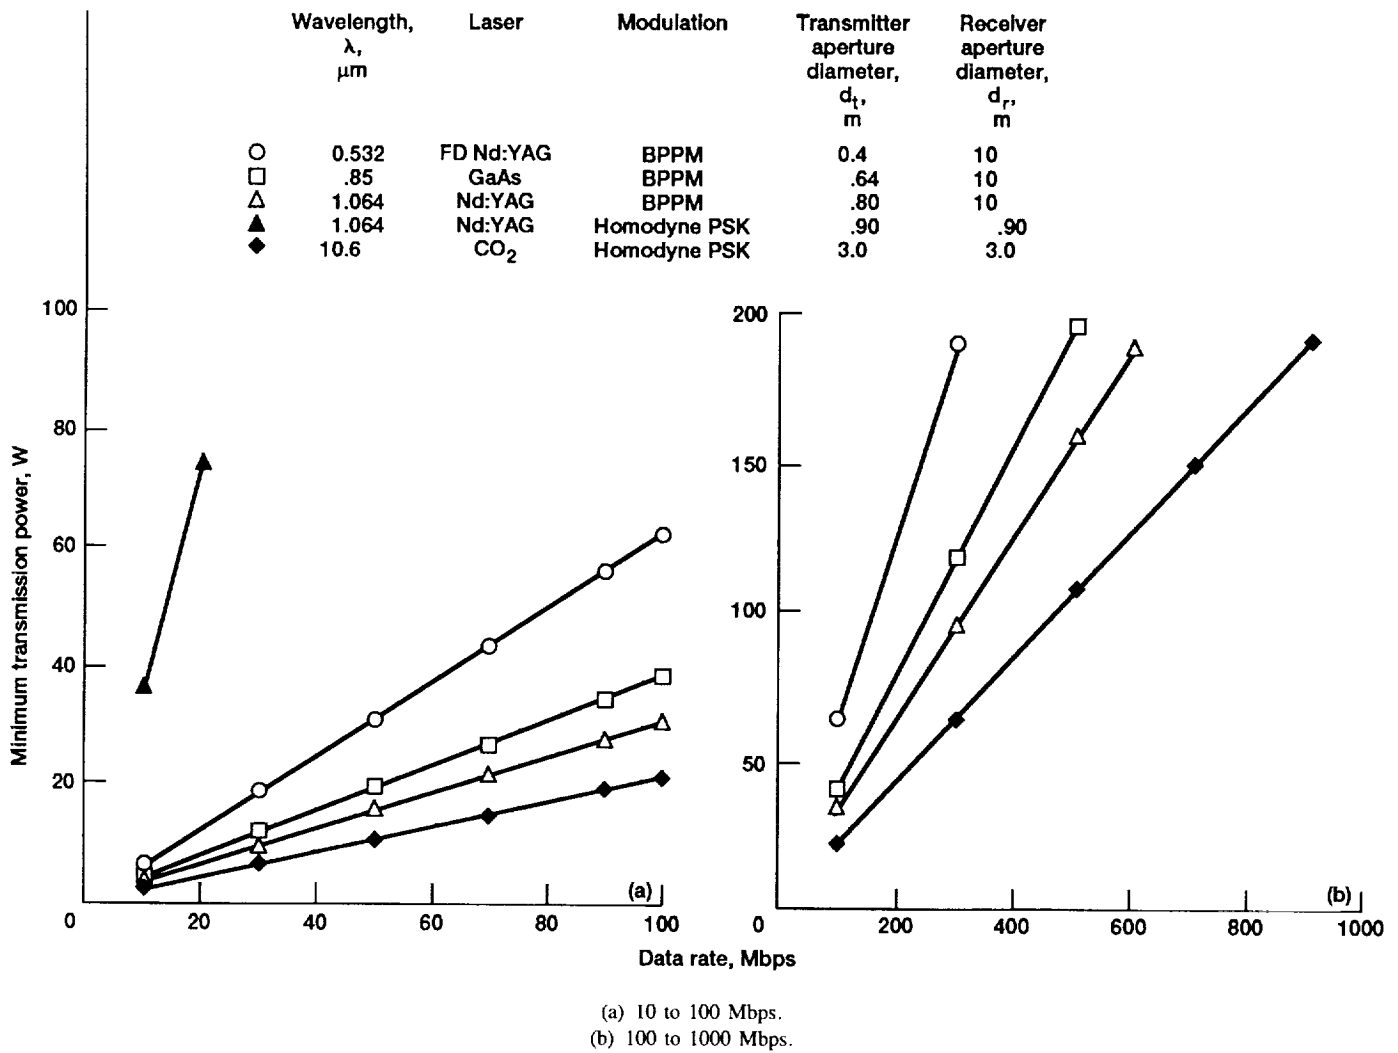 Wavelength, Laser Modulation Transmitter Receiver
λ, aperture aperture
μm diameter, diameter,
dt, dr,
m m
0.532 FD Nd:YAG BPPM 0.4 10
.85 GaAs BPPM .64 10
1.064 Nd:YAG BPPM .80 10
1.064 Nd:YAG Homodyne PSK .90 .90
10.6 CO2 Homodyne PSK 3.0 3.0
Minimum transmission power, W
100
80
60
40
20
(a)
0 20 40 60 80 100
200
150
100
50
(b)
0 200 400 600 800 1000
Data rate, Mbps
(a) 10 to 100 Mbps.
(b) 100 to 1000 Mbps.